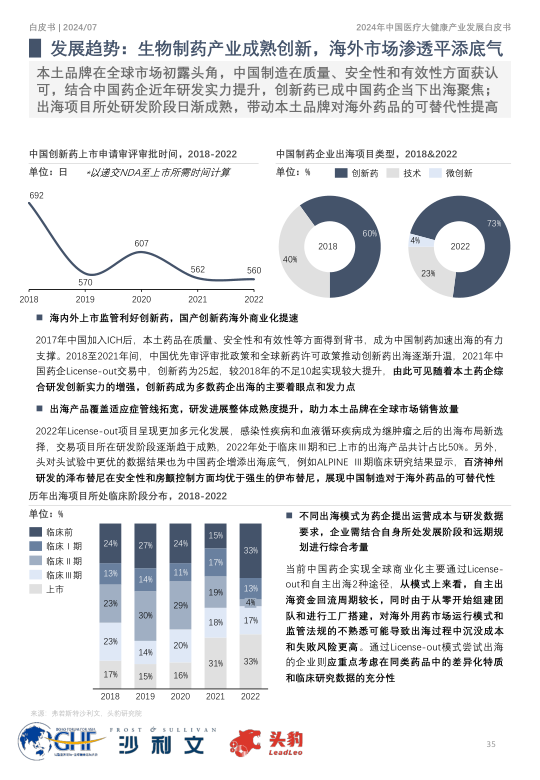 白皮书 | 2024/07
2024年中国医疗大健康产业发展白皮书
发展趋势：生物制药产业成熟创新，海外市场渗透平添底气
本土品牌在全球市场初露头角，中国制造在质量、安全性和有效性方面获认
可，结合中国药企近年研发实力提升，创新药已成中国药企当下出海聚焦；
出海项目所处研发阶段日渐成熟，带动本土品牌对海外药品的可替代性提高
中国创新药上市申请审评审批时间，2018-2022
单位：日
*以递交NDA至上市所需时间计算
692
570
607
562
560
2018
2019
2020
2021
2022
中国制药企业出海项目类型，2018&2022
单位：%
创新药
技术
微创新
2018
60%
40%
2022
73%
4%
23%
海内外上市监管利好创新药，国产创新药海外商业化提速
2017年中国加入ICH后，本土药品在质量、安全性和有效性等方面得到背书，成为中国制药加速出海的有力
支撑。2018至2021年间，中国优先审评审批政策和全球新药许可政策推动创新药出海逐渐升温，2021年中
国药企License-out交易中，创新药为25起，较2018年的不足10起实现较大提升，由此可见随着本土药企综
合研发创新实力的增强，创新药成为多数药企出海的主要着眼点和发力点
出海产品覆盖适应症管线拓宽，研发进展整体成熟度提升，助力本土品牌在全球市场销售放量
2022年License-out项目呈现更加多元化发展，感染性疾病和血液循环疾病成为继肿瘤之后的出海布局新选
择，交易项目所在研发阶段逐渐趋于成熟，2022年处于临床Ⅲ期和已上市的出海产品共计占比50%。另外，
头对头试验中更优的数据结果也为中国药企增添出海底气，例如ALPINE Ⅲ期临床研究结果显示，百济神州
研发的泽布替尼在安全性和房颤控制方面均优于强生的伊布替尼，展现中国制造对于海外药品的可替代性
历年出海项目所处临床阶段分布，2018-2022
单位：%
临床前
临床Ⅰ期
临床Ⅱ期
临床Ⅲ期
上市
24%
13%
23%
23%
17%
27%
14%
30%
14%
15%
24%
11%
29%
20%
16%
15%
17%
19%
18%
31%
33%
13%
4%
17%
33%
2018
2019
2020
2021
2022
不同出海模式为药企提出运营成本与研发数据
要求，企业需结合自身所处发展阶段和远期规
划进行综合考量
当前中国药企实现全球商业化主要通过License-
out和自主出海2种途径，从模式上来看，自主出
海资金回流周期较长，同时由于从零开始组建团
队和进行工厂搭建，对海外用药市场运行模式和
监管法规的不熟悉可能导致出海过程中沉没成本
和失败风险更高。通过License-out模式尝试出海
的企业则应重点考虑在同类药品中的差异化特质
和临床研究数据的充分性
来源：弗若斯特沙利文、头豹研究院
GHF
FROST & SULLIVAN
沙利文
头豹
LeadLeo
35